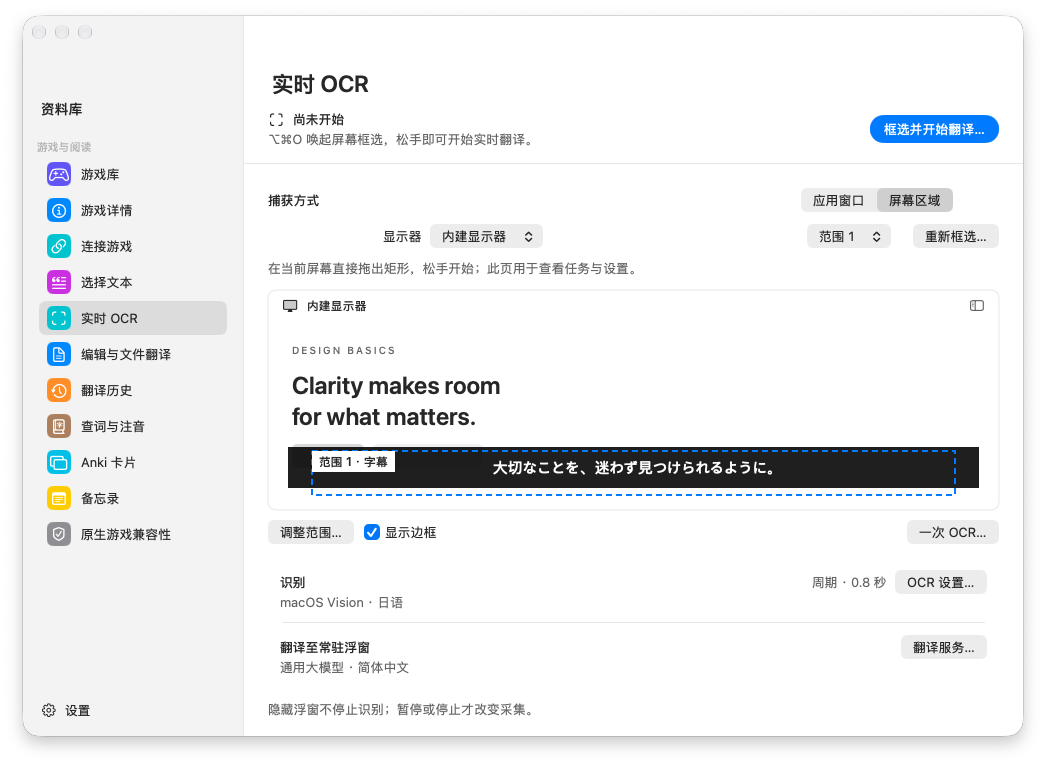 资料库
游戏与阅读
游戏库
游戏详情
连接游戏
选择文本
实时 OCR
编辑与文件翻译
翻译历史
查词与注音
Anki 卡片
备忘录
原生游戏兼容性
设置
实时 OCR
尚未开始
⌥⌘O 唤起屏幕框选，松手即可开始实时翻译。
框选并开始翻译...
捕获方式
应用窗口 屏幕区域
显示器 内建显示器 范围 1 重新框选...
在当前屏幕直接拖出矩形，松手开始；此页用于查看任务与设置。
内建显示器
DESIGN BASICS
Clarity makes room
for what matters.
范围 1 · 字幕
大切なことを、迷わず見つけられるように。
调整范围... 显示边框 一次 OCR...
识别
macOS Vision · 日语
周期 · 0.8 秒 OCR 设置...
翻译至常驻浮窗
通用大模型 · 简体中文
翻译服务...
隐藏浮窗不停止识别；暂停或停止才改变采集。